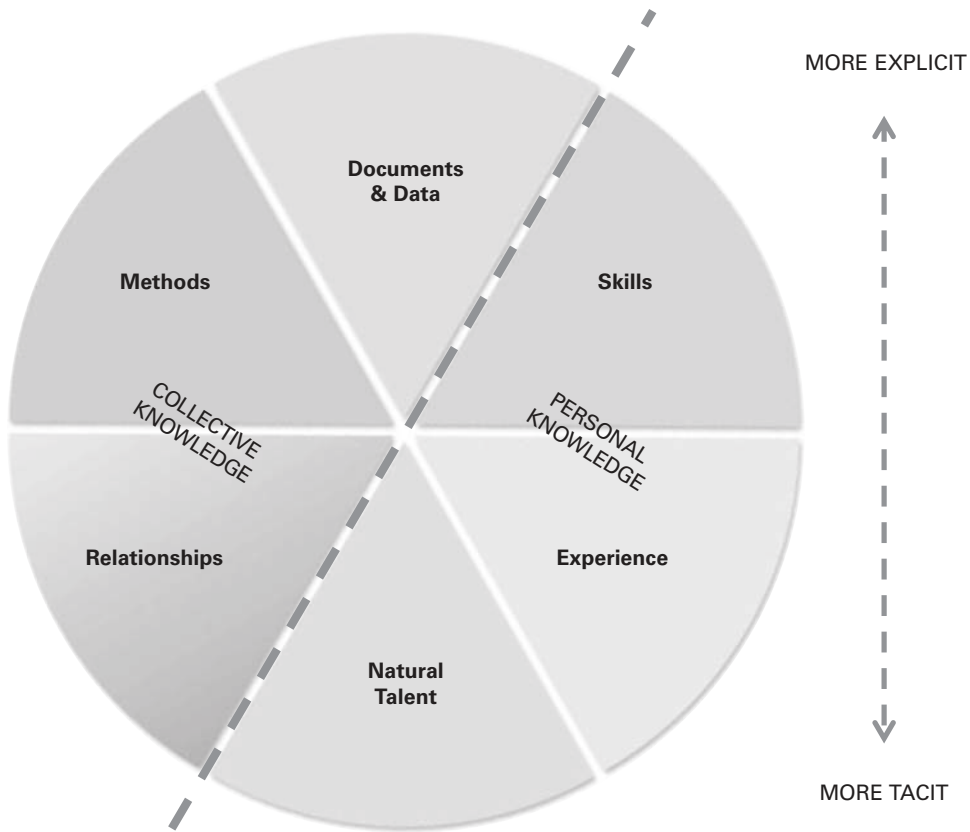 MORE EXPLICIT
Documents
& Data
Methods
Skills
COLLECTIVE
KNOWLEDGE
PERSONAL
KNOWLEDGE
Relationships
Experience
Natural
Talent
MORE TACIT